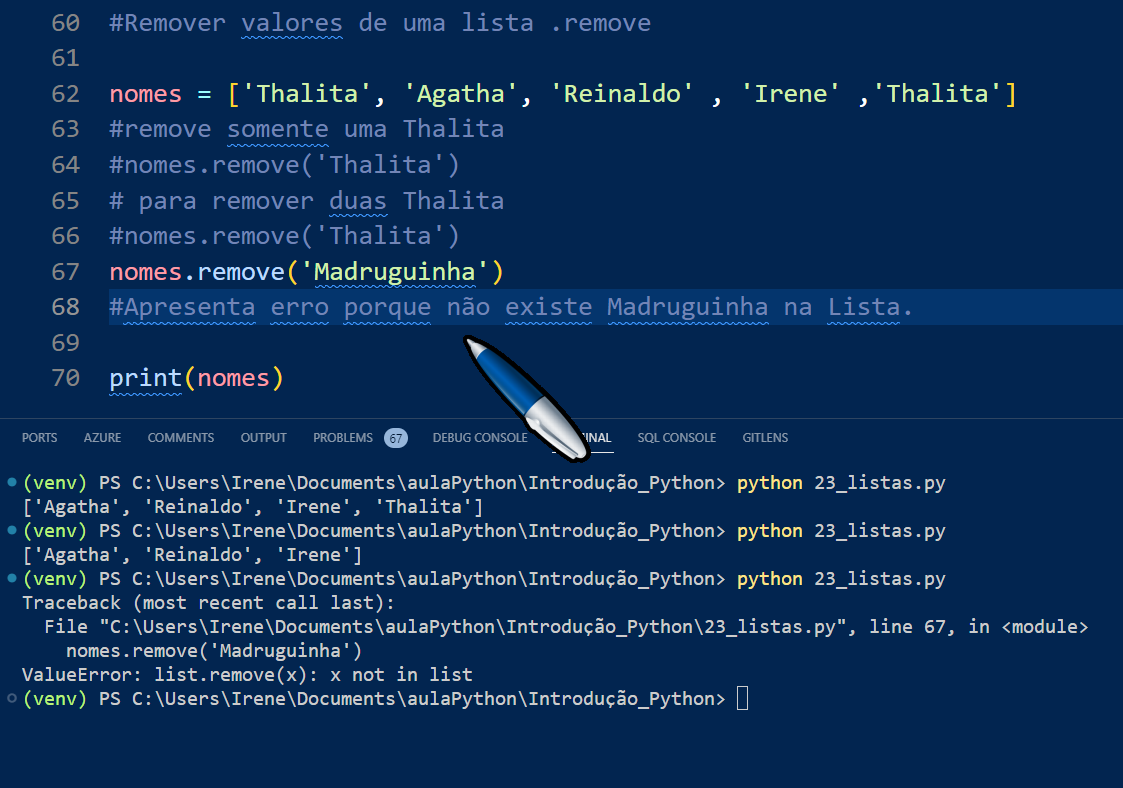 60 #Remover valores de uma lista .remove
61
62 nomes = ['Thalita', 'Agatha', 'Reinaldo' , 'Irene' ,'Thalita']
63 #remove somente uma Thalita
64 #nomes.remove('Thalita')
65 # para remover duas Thalita
66 #nomes.remove('Thalita')
67 nomes.remove('Madruguinha')
68 #Apresenta erro porque não existe Madruguinha na Lista.
69
70 print(nomes)
PORTS AZURE COMMENTS OUTPUT PROBLEMS 67 DEBUG CONSOLE SQL CONSOLE GITLENS
(venv) PS C:\Users\Irene\Documents\aulaPython\Introdução_Python> python 23_listas.py
['Agatha', 'Reinaldo', 'Irene', 'Thalita']
(venv) PS C:\Users\Irene\Documents\aulaPython\Introdução_Python> python 23_listas.py
['Agatha', 'Reinaldo', 'Irene']
(venv) PS C:\Users\Irene\Documents\aulaPython\Introdução_Python> python 23_listas.py
Traceback (most recent call last):
File "C:\Users\Irene\Documents\aulaPython\Introdução_Python\23_listas.py", line 67, in <module>
nomes.remove('Madruguinha')
ValueError: list.remove(x): x not in list
(venv) PS C:\Users\Irene\Documents\aulaPython\Introdução_Python>